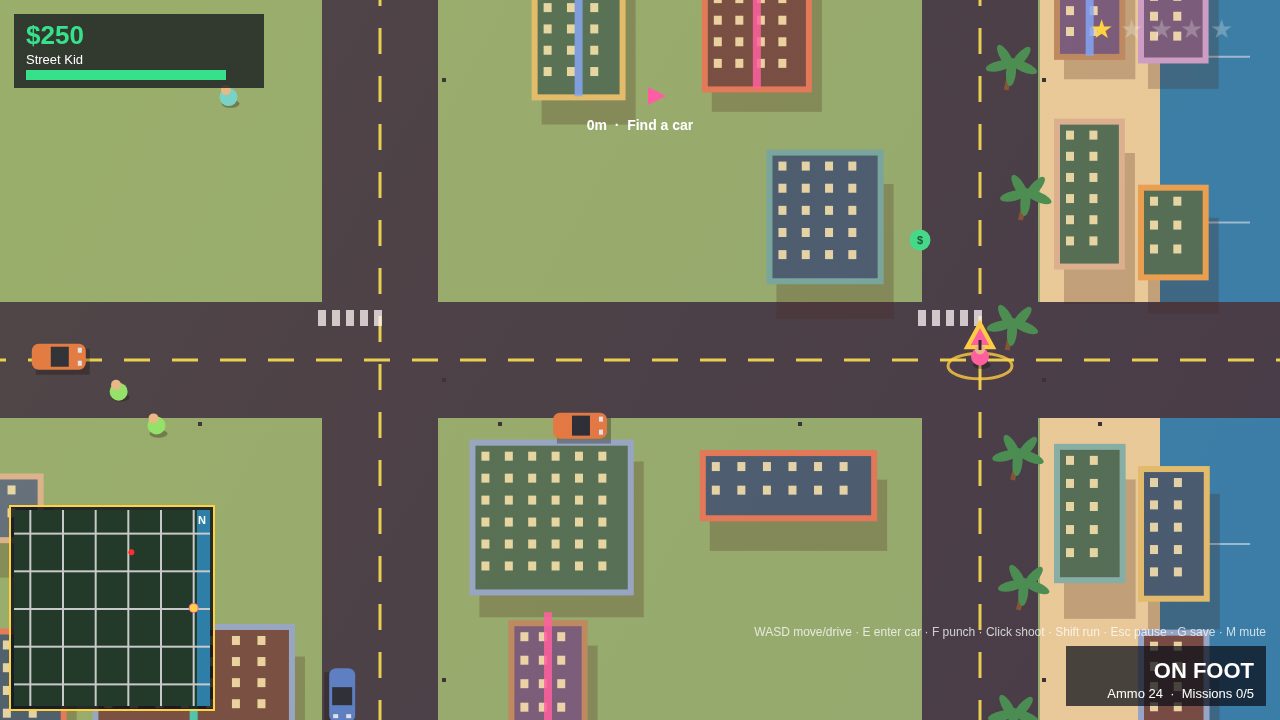 $250
Street Kid
0m · Find a car
$
N
WASD move/drive · E enter car · F punch · Click shoot · Shift run · Esc pause · G save · M mute
ON FOOT
Ammo 24 · Missions 0/5